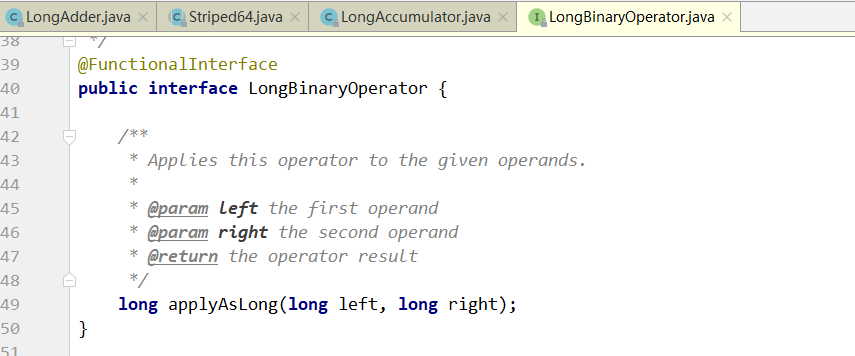 LongAdder.java × Striped64.java × LongAccumulator.java × LongBinaryOperator.java ×
38 */
39 @FunctionalInterface
40 public interface LongBinaryOperator {
41
42 /**
43 * Applies this operator to the given operands.
44 *
45 * @param left the first operand
46 * @param right the second operand
47 * @return the operator result
48 */
49 long applyAsLong(long left, long right);
50 }
51